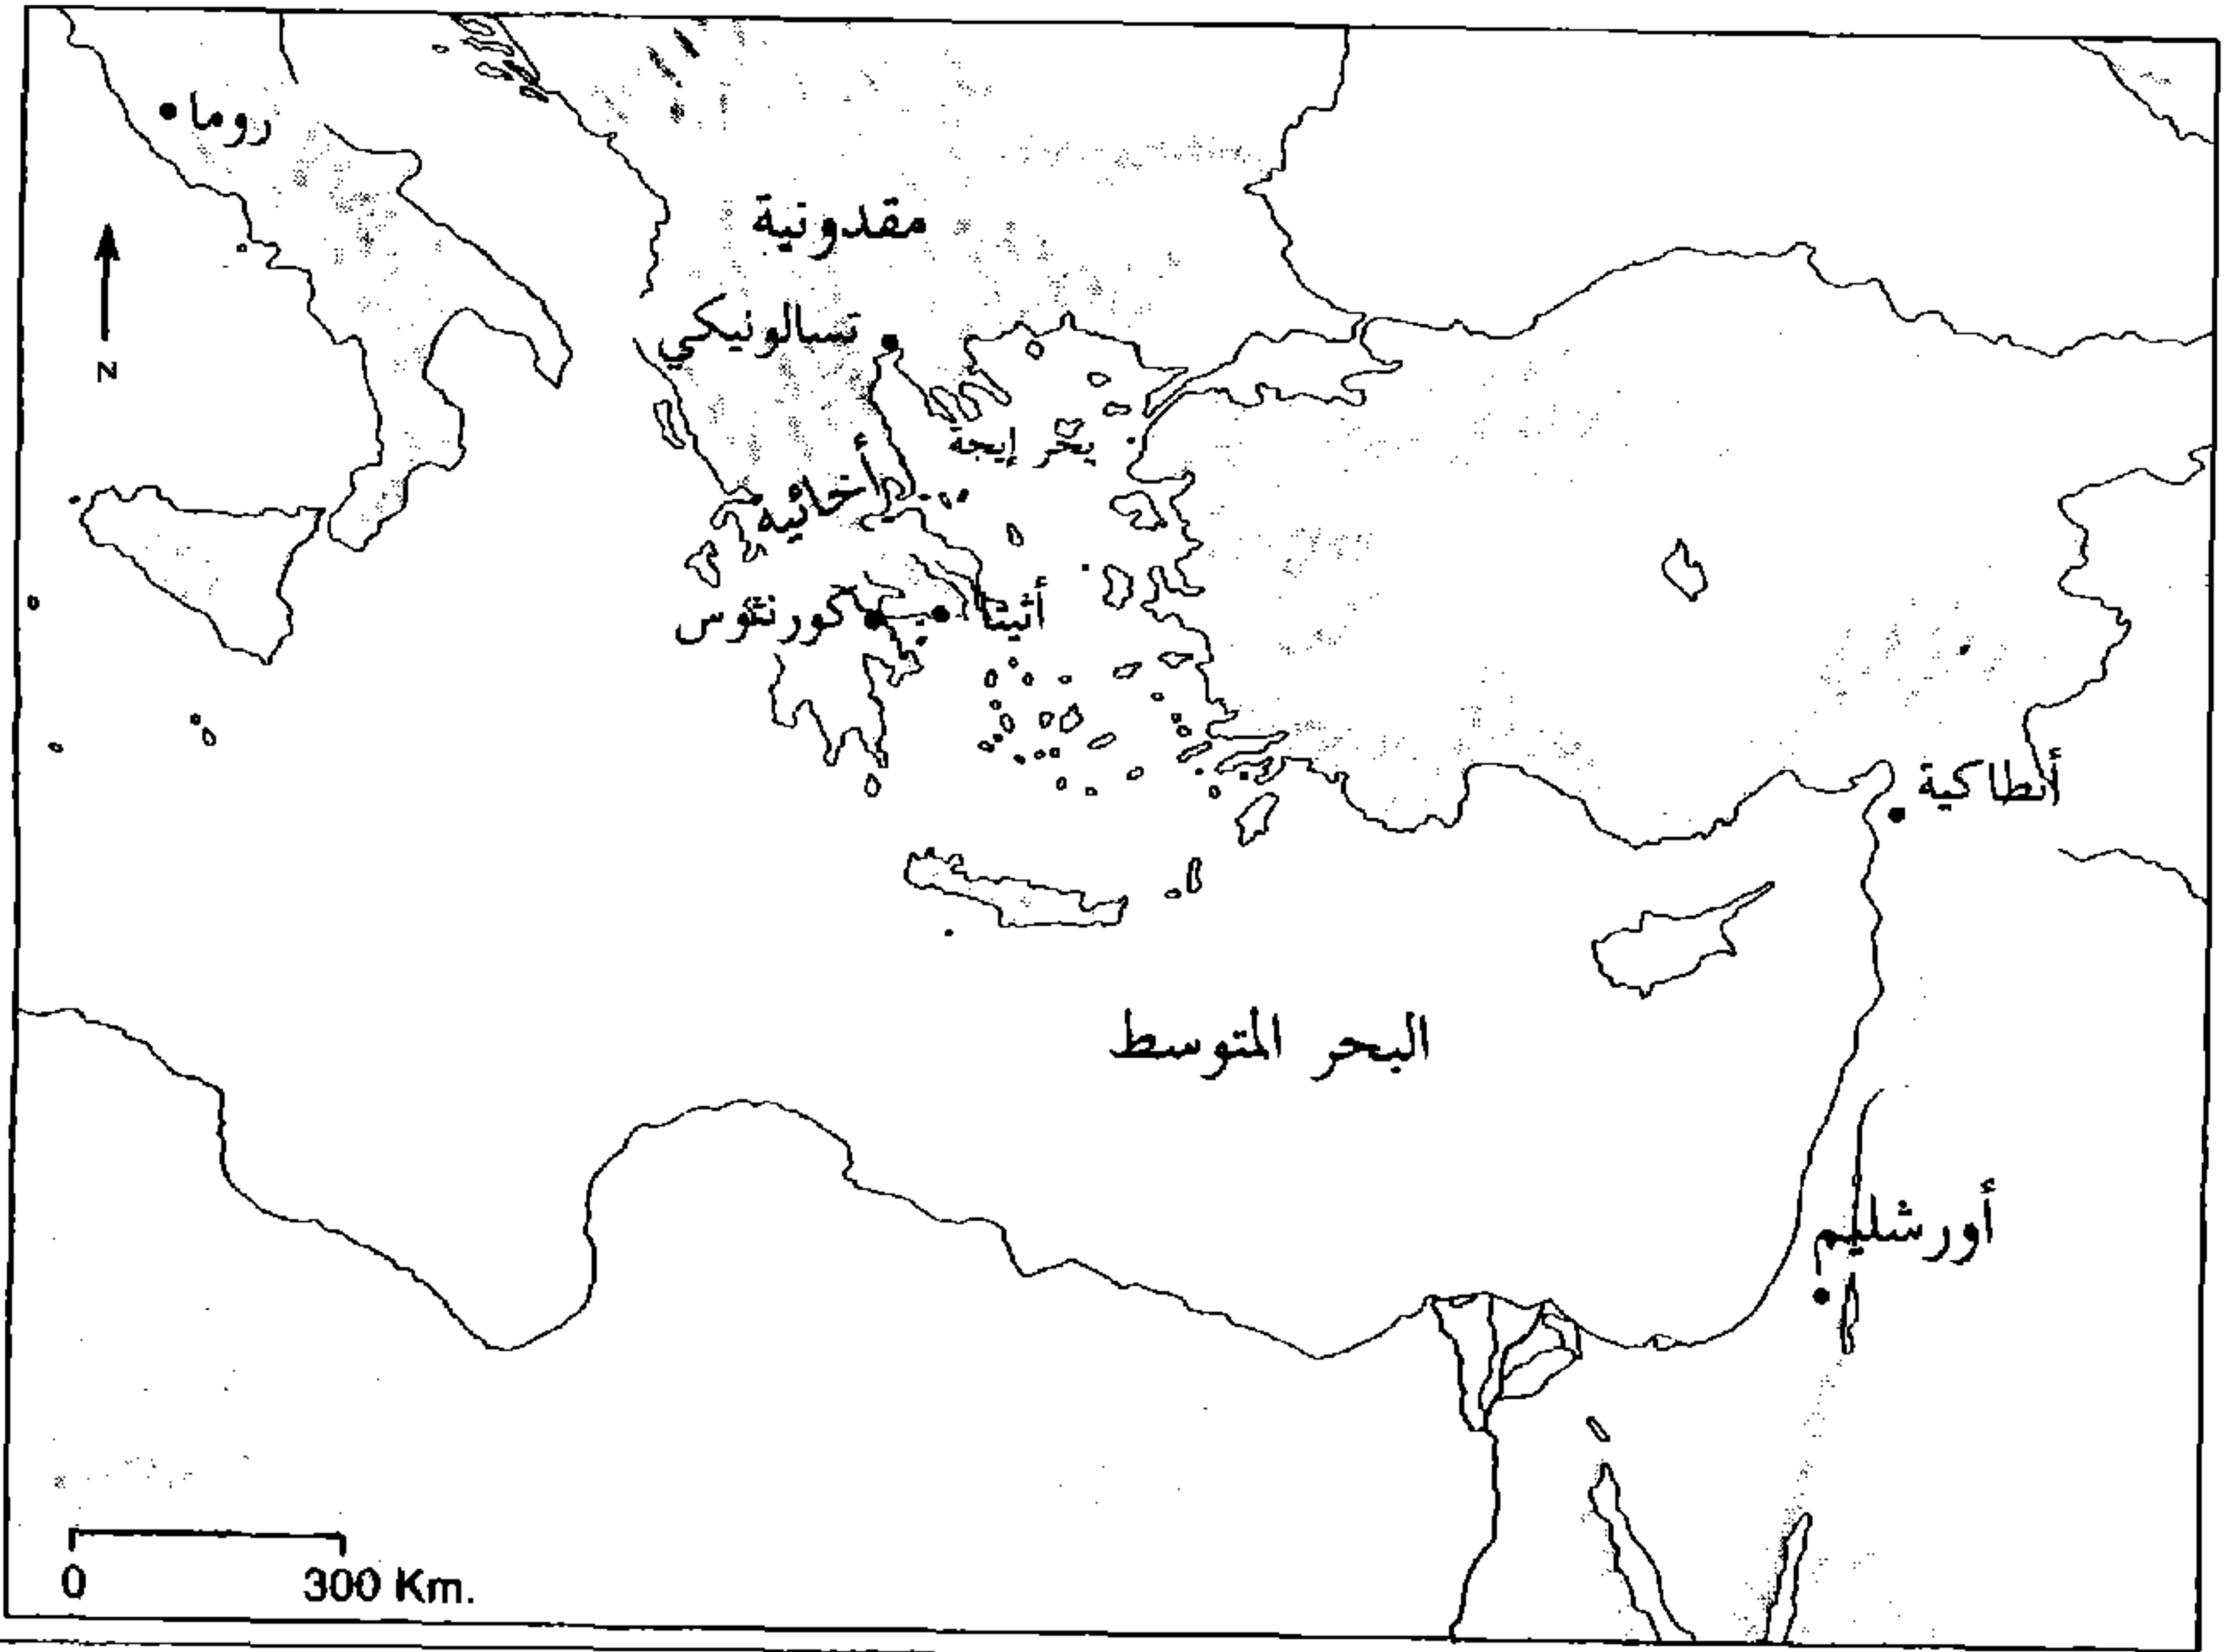 روما
مقدونية
تسالونيكي
بحر إيجة
أخائية
كورنثوس
أثينا
أنطاكية
البحر المتوسط
أورشليم
N
0
300 Km.